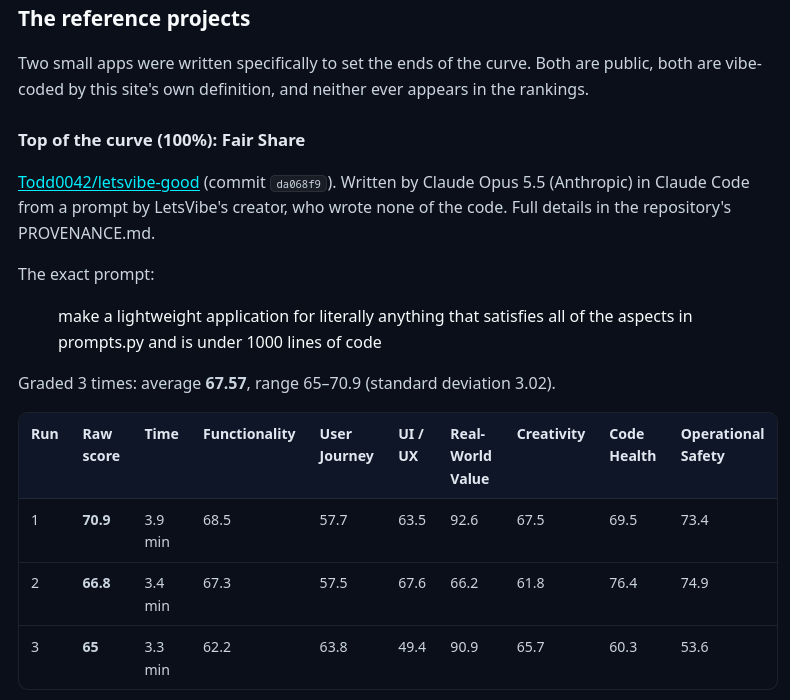 The reference projects
Two small apps were written specifically to set the ends of the curve. Both are public, both are vibe-
coded by this site's own definition, and neither ever appears in the rankings.
Top of the curve (100%): Fair Share
Todd0042/letsvibe-good (commit da068f9). Written by Claude Opus 5.5 (Anthropic) in Claude Code
from a prompt by LetsVibe's creator, who wrote none of the code. Full details in the repository's
PROVENANCE.md.
The exact prompt:
make a lightweight application for literally anything that satisfies all of the aspects in
prompts.py and is under 1000 lines of code
Graded 3 times: average 67.57, range 65–70.9 (standard deviation 3.02).
Run Raw score Time Functionality User Journey UI / UX Real-World Value Creativity Code Health Operational Safety
1 70.9 3.9 min 68.5 57.7 63.5 92.6 67.5 69.5 73.4
2 66.8 3.4 min 67.3 57.5 67.6 66.2 61.8 76.4 74.9
3 65 3.3 min 62.2 63.8 49.4 90.9 65.7 60.3 53.6